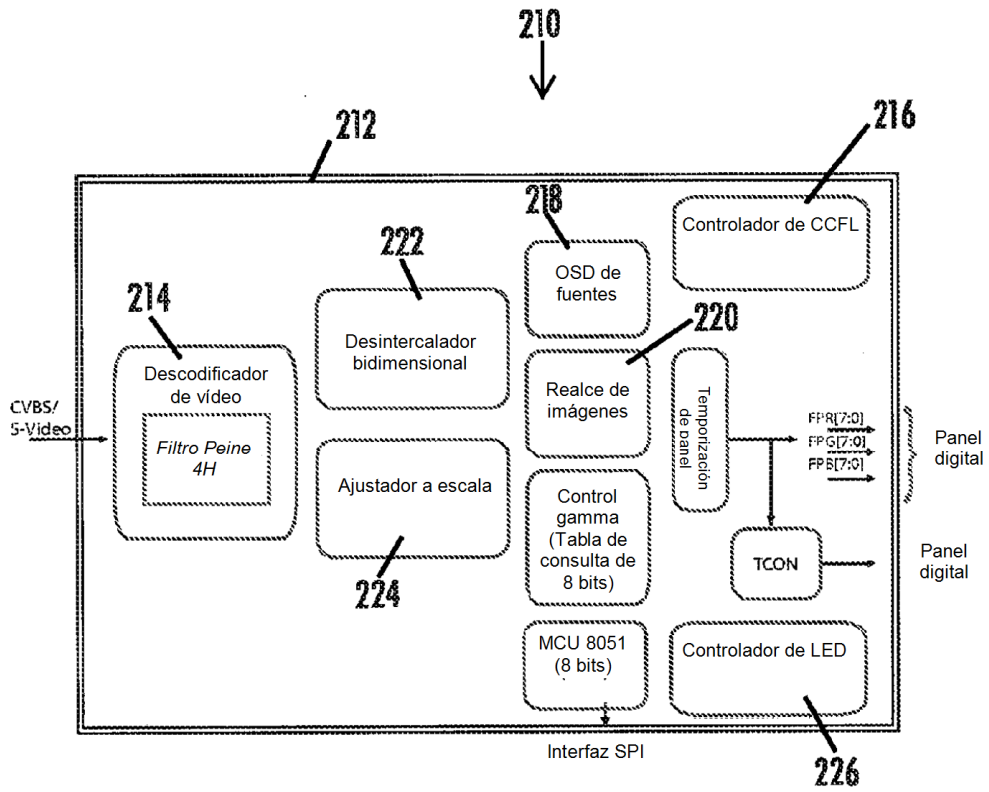 210
212
216
218
Controlador de CCFL
222
OSD de
fuentes
214
220
Desintercalador
bidimensional
Descodificador
de vídeo
Realce de
imágenes
Temporización
de panel
CVBS/
S-Video
Filtro Peine
4H
FPR[7:0]
FPG[7:0]
FPB[7:0]
Panel
digital
Ajustador a escala
Control
gamma
(Tabla de
consulta de
8 bits)
TCON
Panel
digital
224
MCU 8051
(8 bits)
Controlador de LED
Interfaz SPI
226